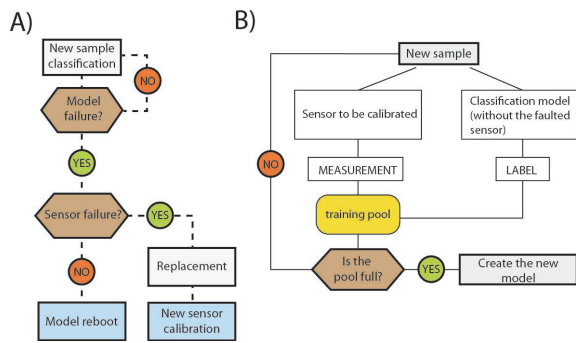 A)
New sample
classification
NO
Model
failure?
YES
Sensor failure?
YES
NO
Replacement
Model reboot
New sensor
calibration
B)
New sample
Sensor to be calibrated
Classification model
(without the faulted
sensor)
NO
MEASUREMENT
LABEL
training pool
Is the
pool full?
YES
Create the new
model